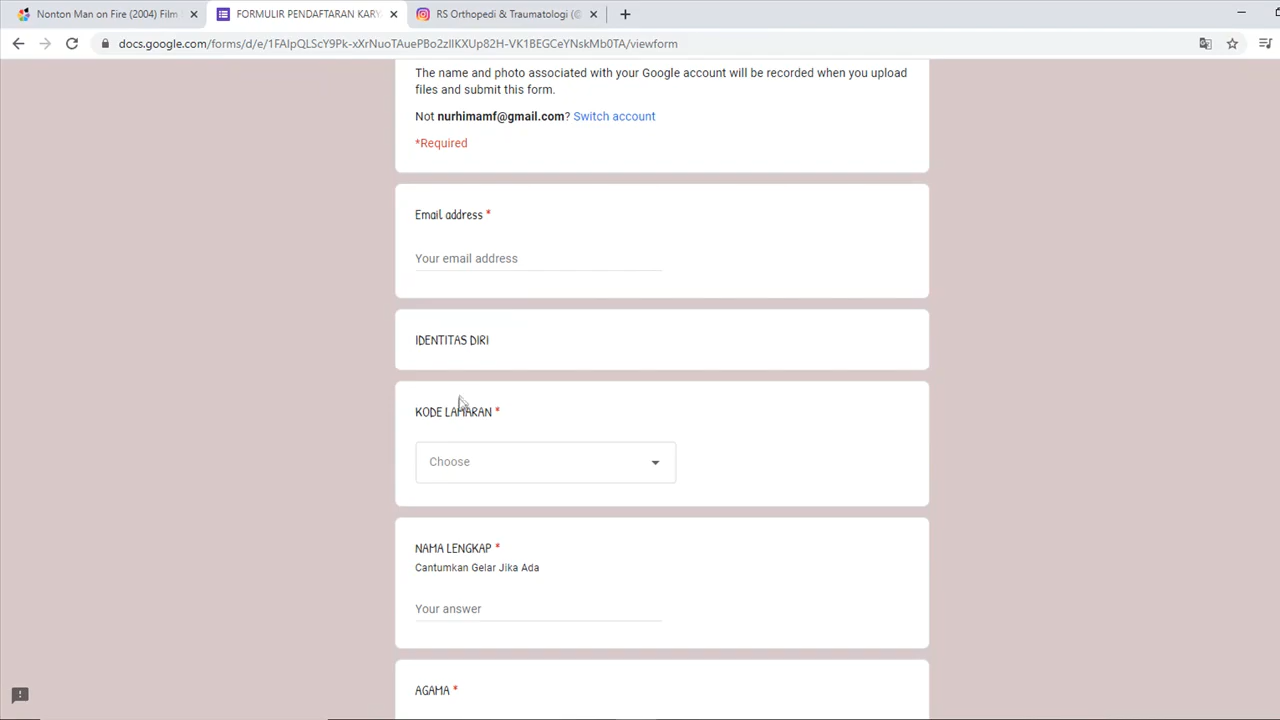 Nonton Man on Fire (2004) Film
FORMULIR PENDAFTARAN KARY
RS Orthopedi & Traumatologi (@
docs.google.com/forms/d/e/1FAIpQLScY9Pk-xXrNuoTAuePBo2zlIKXUp82H-VK1BEGCeYNskMb0TA/viewform
The name and photo associated with your Google account will be recorded when you upload
files and submit this form.
Not nurhimamf@gmail.com? Switch account
*Required
Email address *
Your email address
IDENTITAS DIRI
KODE LAMARAN *
Choose
NAMA LENGKAP *
Cantumkan Gelar Jika Ada
Your answer
AGAMA *